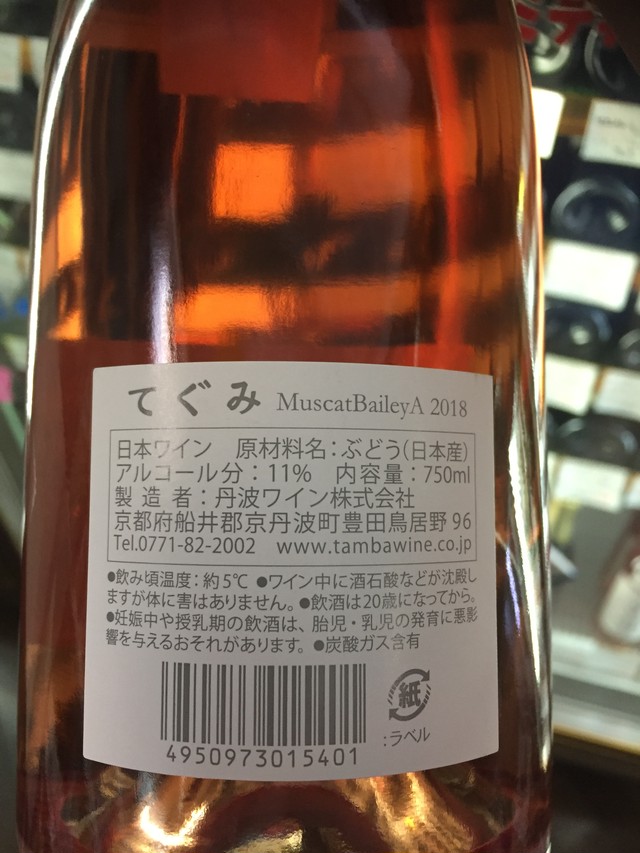 てぐみ MuscatBaileyA 2018
日本ワイン 原材料名：ぶどう（日本産）
アルコール分：11% 内容量：750ml
製造者：丹波ワイン株式会社
京都府船井郡京丹波町豊田鳥居野 96
Tel.0771-82-2002 www.tambawine.co.jp
●飲み頃温度：約5℃ ●ワイン中に酒石酸などが沈殿し
ますが体に害はありません。●飲酒は20歳になってから。
●妊娠中や授乳期の飲酒は、胎児・乳児の発育に悪影
響を与えるおそれがあります。 ●炭酸ガス含有
紙
：ラベル
4950973015401